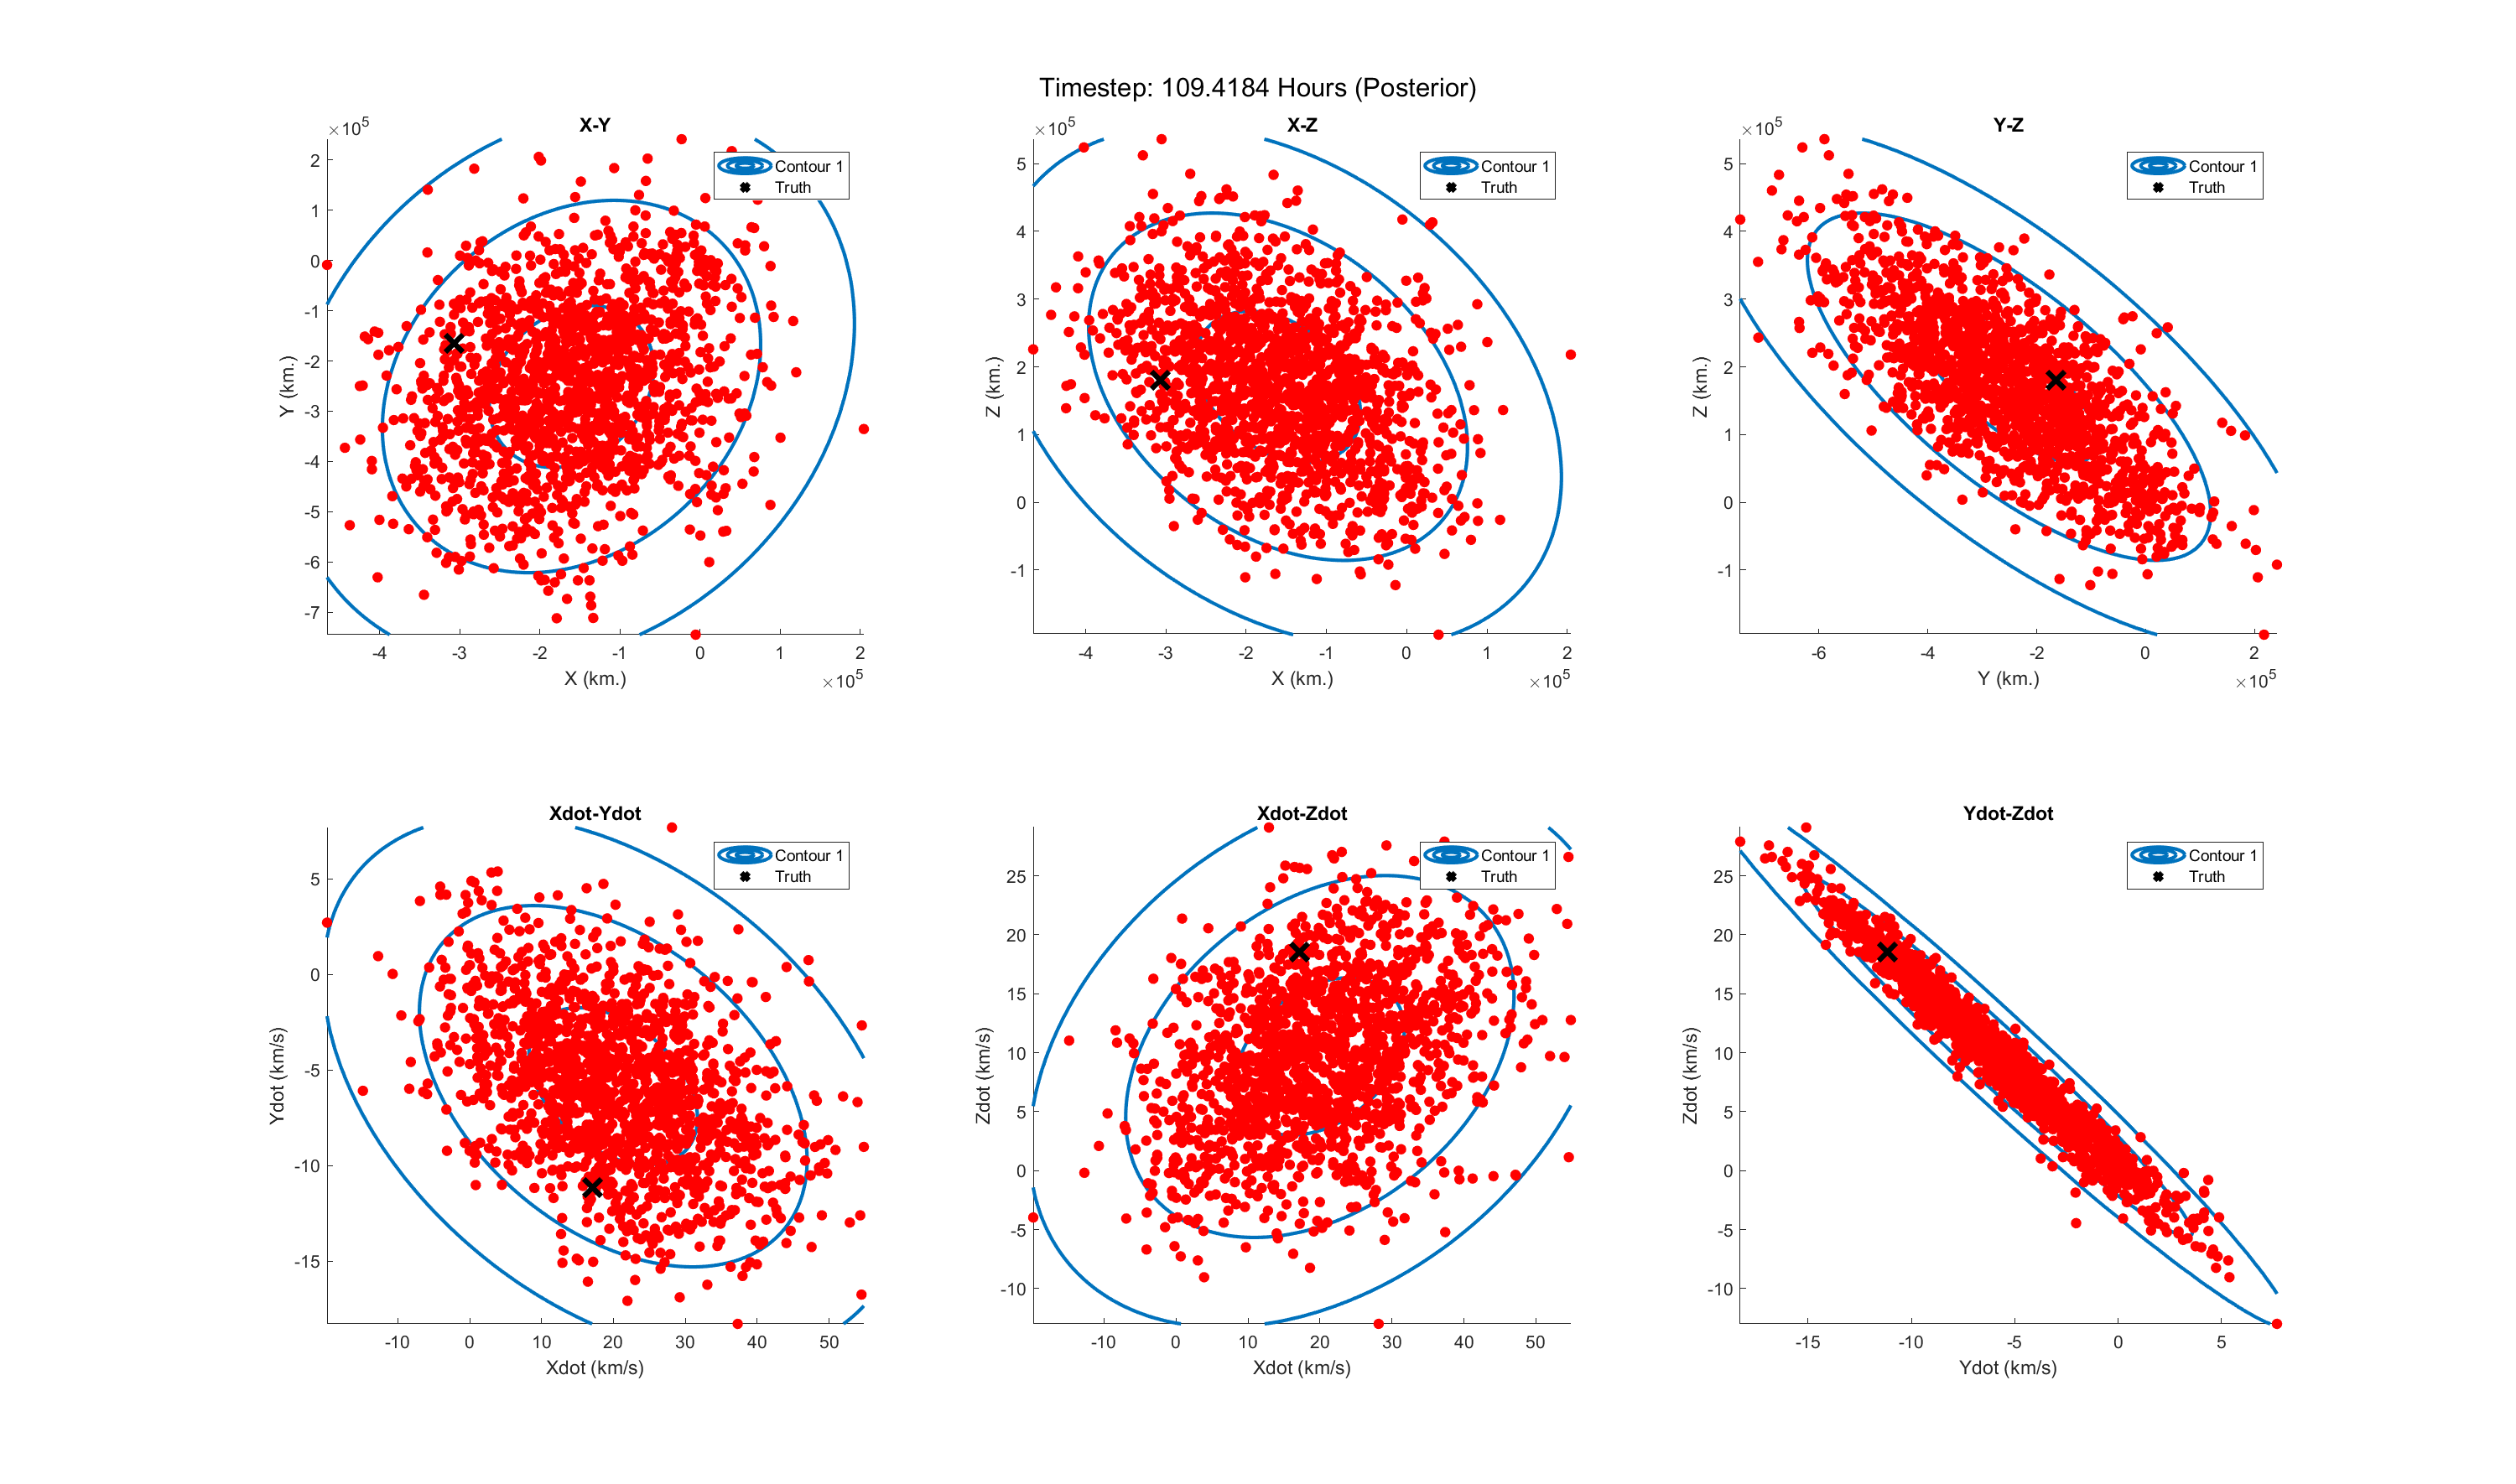 Timestep: 109.4184 Hours (Posterior)
X-Y
×10^5
Contour 1
Truth
2
1
0
-1
-2
-3
-4
-5
-6
-7
Y (km.)
-4 -3 -2 -1 0 1 2
X (km.)
×10^5
X-Z
×10^5
Contour 1
Truth
5
4
3
2
1
0
-1
Z (km.)
-4 -3 -2 -1 0 1 2
X (km.)
×10^5
Y-Z
×10^5
Contour 1
Truth
5
4
3
2
1
0
-1
Z (km.)
-6 -4 -2 0 2
Y (km.)
×10^5
Xdot-Ydot
Contour 1
Truth
5
0
-5
-10
-15
Ydot (km/s)
-10 0 10 20 30 40 50
Xdot (km/s)
Xdot-Zdot
Contour 1
Truth
25
20
15
10
5
0
-5
-10
Zdot (km/s)
-10 0 10 20 30 40 50
Xdot (km/s)
Ydot-Zdot
Contour 1
Truth
25
20
15
10
5
0
-5
-10
Zdot (km/s)
-15 -10 -5 0 5
Ydot (km/s)